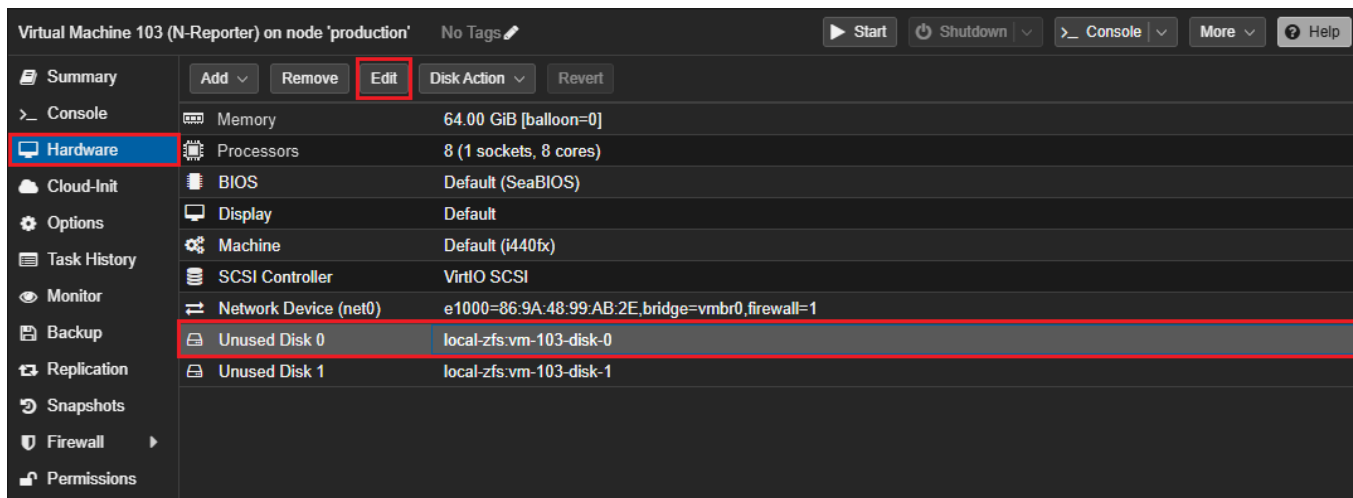 Virtual Machine 103 (N-Reporter) on node 'production' No Tags Start Shutdown Console More Help
Summary
Console
Hardware
Cloud-Init
Options
Task History
Monitor
Backup
Replication
Snapshots
Firewall
Permissions
Add Remove Edit Disk Action Revert
Memory 64.00 GiB [balloon=0]
Processors 8 (1 sockets, 8 cores)
BIOS Default (SeaBIOS)
Display Default
Machine Default (i440fx)
SCSI Controller VirtIO SCSI
Network Device (net0) e1000=86:9A:48:99:AB:2E,bridge=vmbr0,firewall=1
Unused Disk 0 local-zfs:vm-103-disk-0
Unused Disk 1 local-zfs:vm-103-disk-1